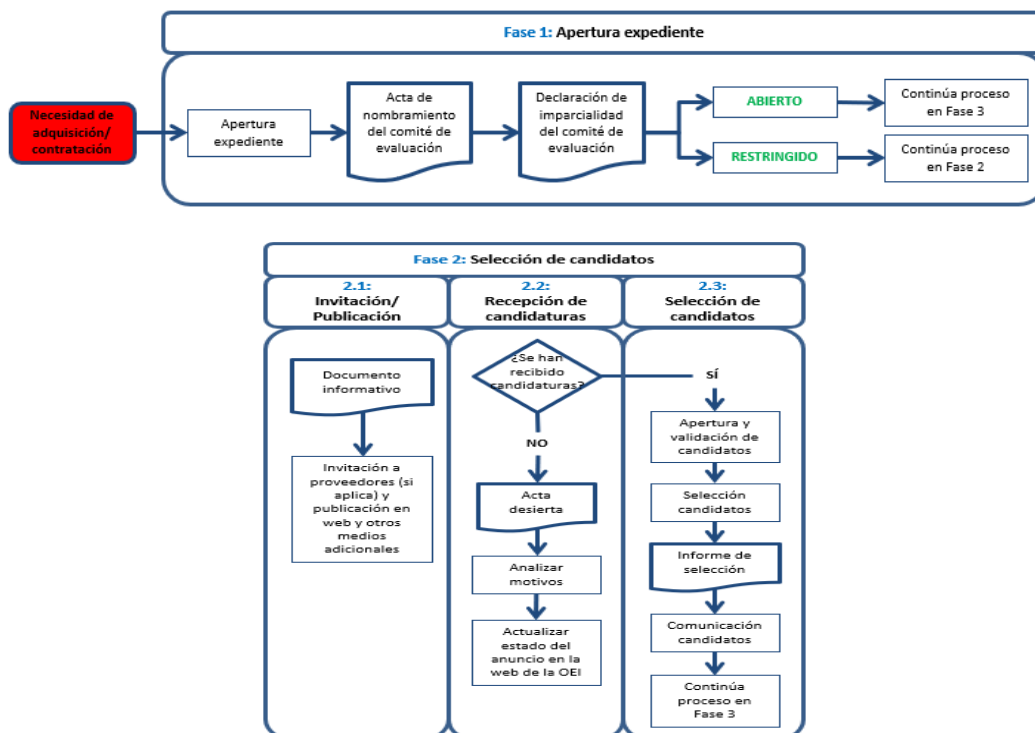 Fase 1: Apertura expediente
Necesidad de
adquisición/
contratación
Apertura
expediente
Acta de
nombramiento
del comité de
evaluación
Declaración de
imparcialidad
del comité de
evaluación
ABIERTO
Continúa proceso
en Fase 3
RESTRINGIDO
Continúa proceso
en Fase 2
Fase 2: Selección de candidatos
2.1:
Invitación/
Publicación
2.2:
Recepción de
candidaturas
2.3:
Selección de
candidatos
Documento
informativo
Invitación a
proveedores (si
aplica) y
publicación en
web y otros
medios
adicionales
¿Se han
recibido
candidaturas?
NO
Acta
desierta
Analizar
motivos
Actualizar
estado del
anuncio en la
web de la OEI
SÍ
Apertura y
validación de
candidatos
Selección
candidatos
Informe de
selección
Comunicación
candidatos
Continúa
proceso en
Fase 3